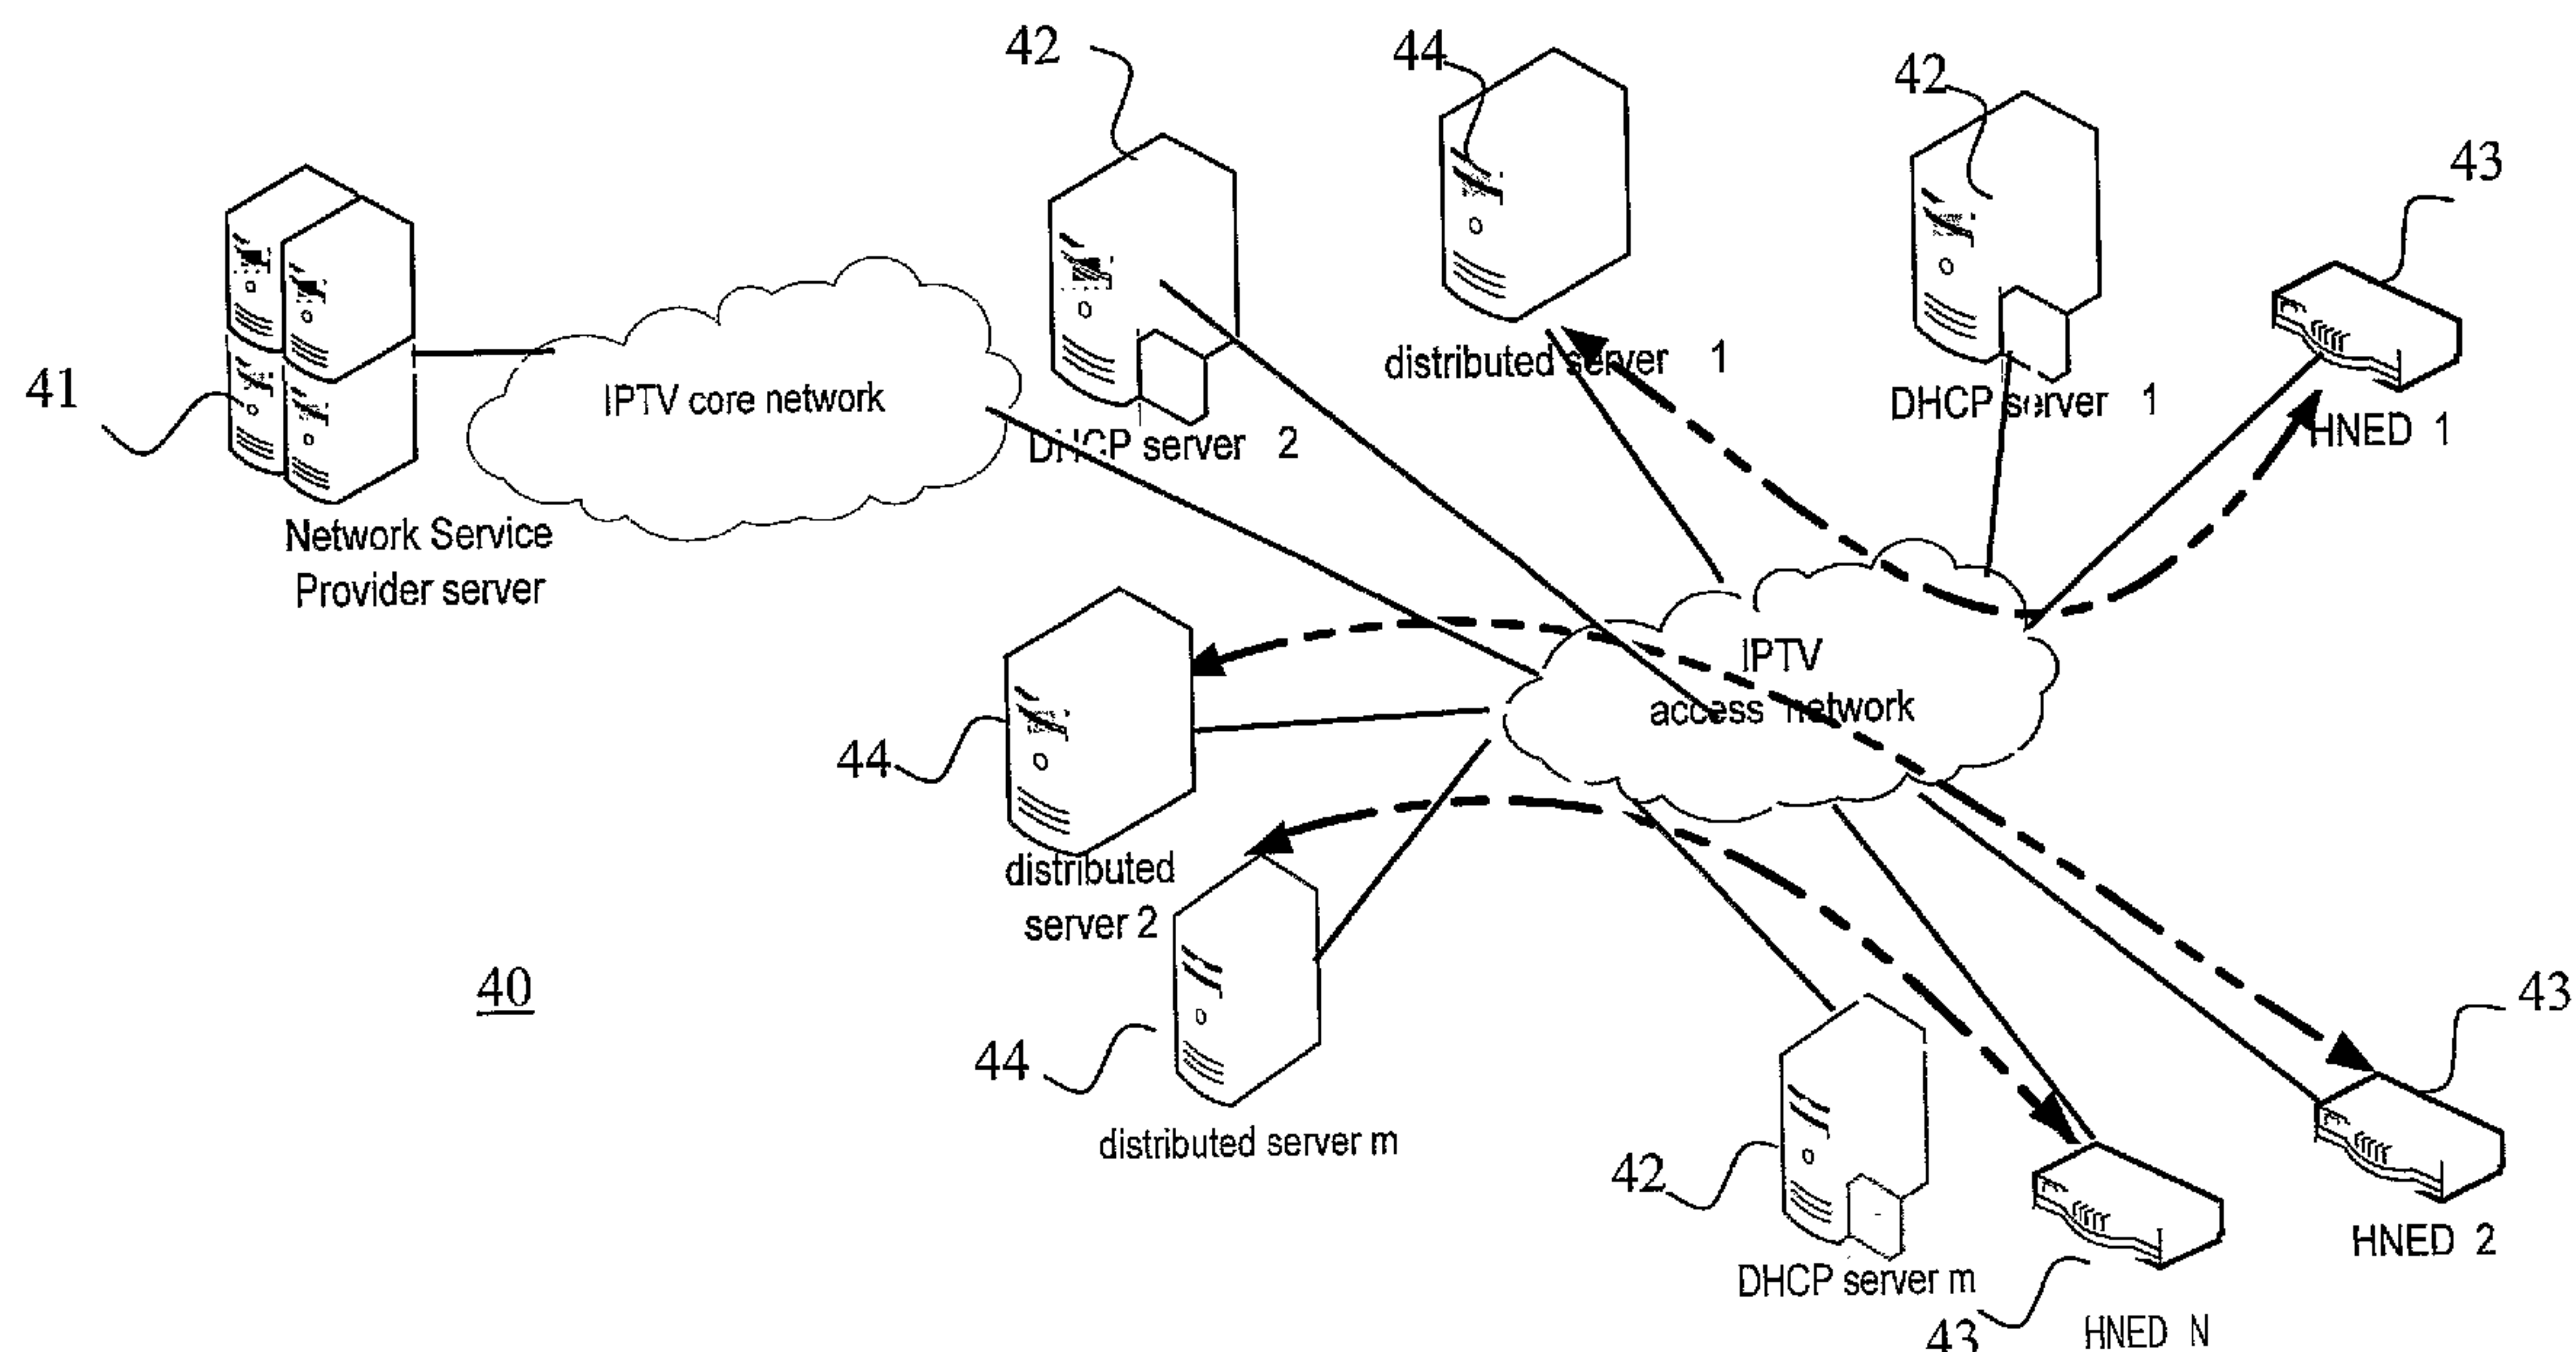 42
44
42
43
41
IPTV core network
distributed server 1
DHCP server 1
HNED 1
DHCP server 2
Network Service
Provider server
IPTV
access network
44
distributed
server 2
40
44
distributed server m
42
DHCP server m
43
HNED 2
43
HNED N